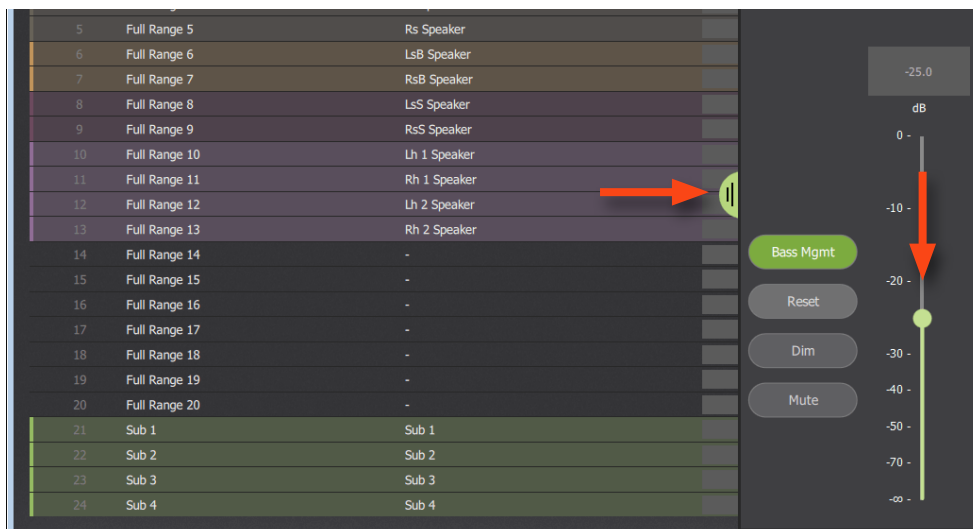 5 Full Range 5 Rs Speaker
6 Full Range 6 LsB Speaker
7 Full Range 7 RsB Speaker
8 Full Range 8 LsS Speaker
9 Full Range 9 RsS Speaker
10 Full Range 10 Lh 1 Speaker
11 Full Range 11 Rh 1 Speaker
12 Full Range 12 Lh 2 Speaker
13 Full Range 13 Rh 2 Speaker
14 Full Range 14 -
15 Full Range 15 -
16 Full Range 16 -
17 Full Range 17 -
18 Full Range 18 -
19 Full Range 19 -
20 Full Range 20 -
21 Sub 1 Sub 1
22 Sub 2 Sub 2
23 Sub 3 Sub 3
24 Sub 4 Sub 4
Bass Mgmt
Reset
Dim
Mute
-25.0
dB
0 -
-10 -
-20 -
-30 -
-40 -
-50 -
-70 -
-∞ -